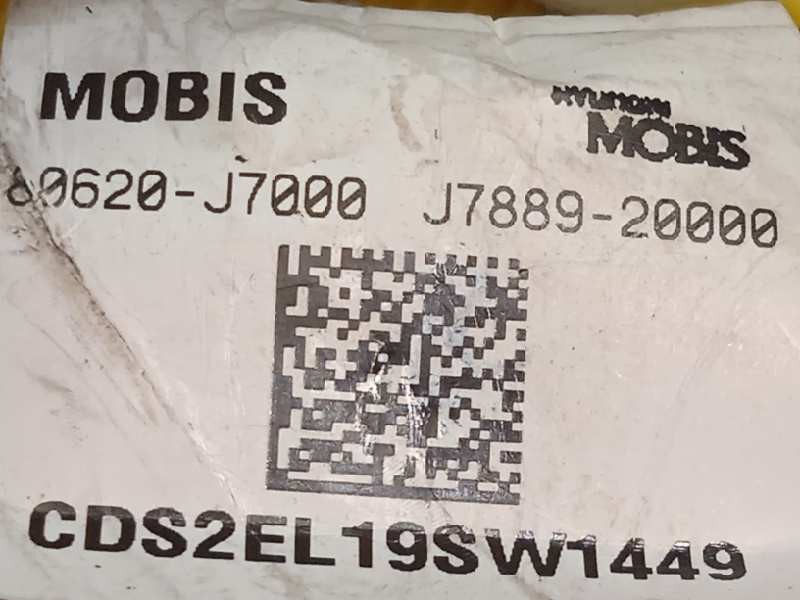 MOBIS
HYUNDAI
MOBIS
80620-J7000 J7889-20000
CDS2EL19SW1449